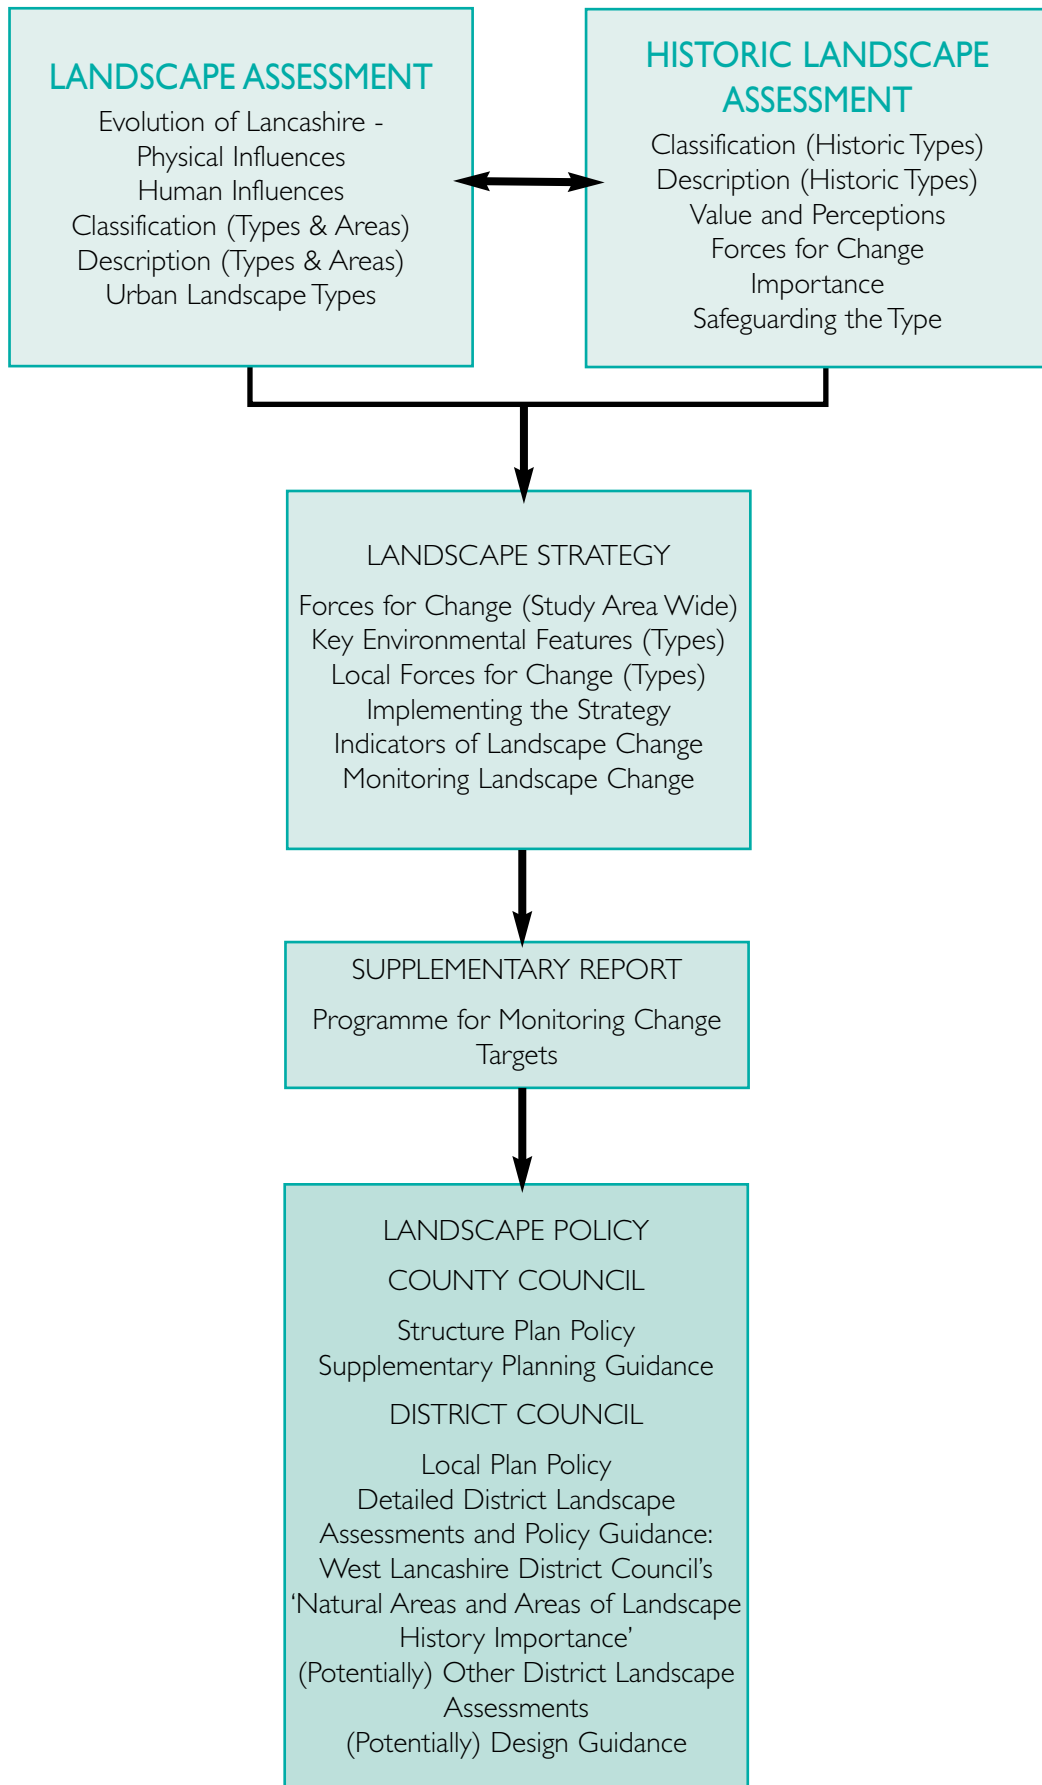 LANDSCAPE ASSESSMENT
Evolution of Lancashire -
Physical Influences
Human Influences
Classification (Types & Areas)
Description (Types & Areas)
Urban Landscape Types
HISTORIC LANDSCAPE
ASSESSMENT
Classification (Historic Types)
Description (Historic Types)
Value and Perceptions
Forces for Change
Importance
Safeguarding the Type
LANDSCAPE STRATEGY
Forces for Change (Study Area Wide)
Key Environmental Features (Types)
Local Forces for Change (Types)
Implementing the Strategy
Indicators of Landscape Change
Monitoring Landscape Change
SUPPLEMENTARY REPORT
Programme for Monitoring Change
Targets
LANDSCAPE POLICY
COUNTY COUNCIL
Structure Plan Policy
Supplementary Planning Guidance
DISTRICT COUNCIL
Local Plan Policy
Detailed District Landscape
Assessments and Policy Guidance:
West Lancashire District Council’s
‘Natural Areas and Areas of Landscape
History Importance’
(Potentially) Other District Landscape
Assessments
(Potentially) Design Guidance